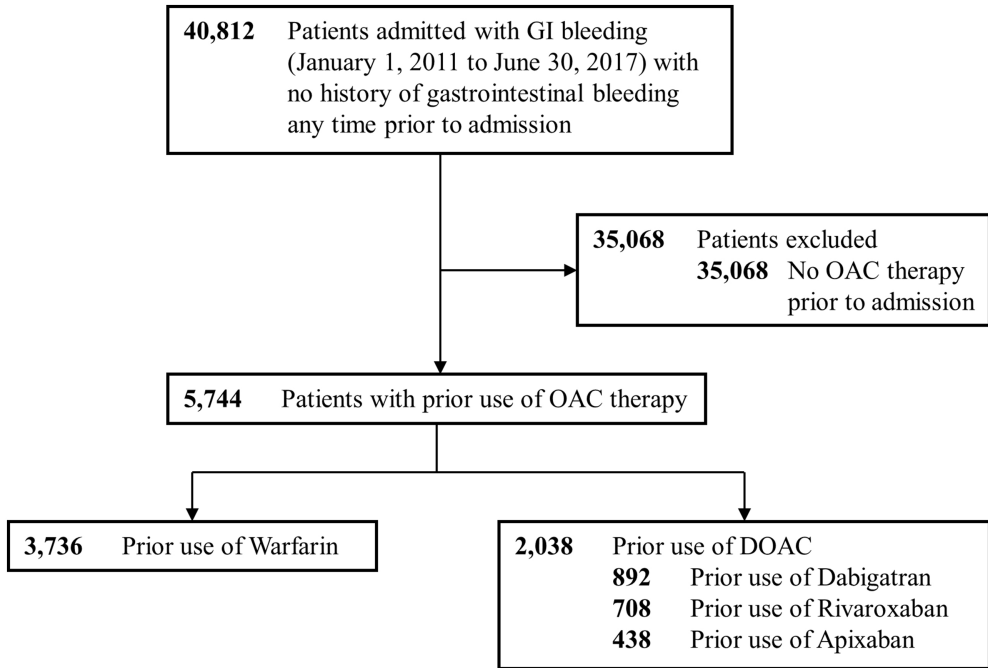 40,812 Patients admitted with GI bleeding
(January 1, 2011 to June 30, 2017) with
no history of gastrointestinal bleeding
any time prior to admission
35,068 Patients excluded
35,068 No OAC therapy
prior to admission
5,744 Patients with prior use of OAC therapy
3,736 Prior use of Warfarin
2,038 Prior use of DOAC
892 Prior use of Dabigatran
708 Prior use of Rivaroxaban
438 Prior use of Apixaban